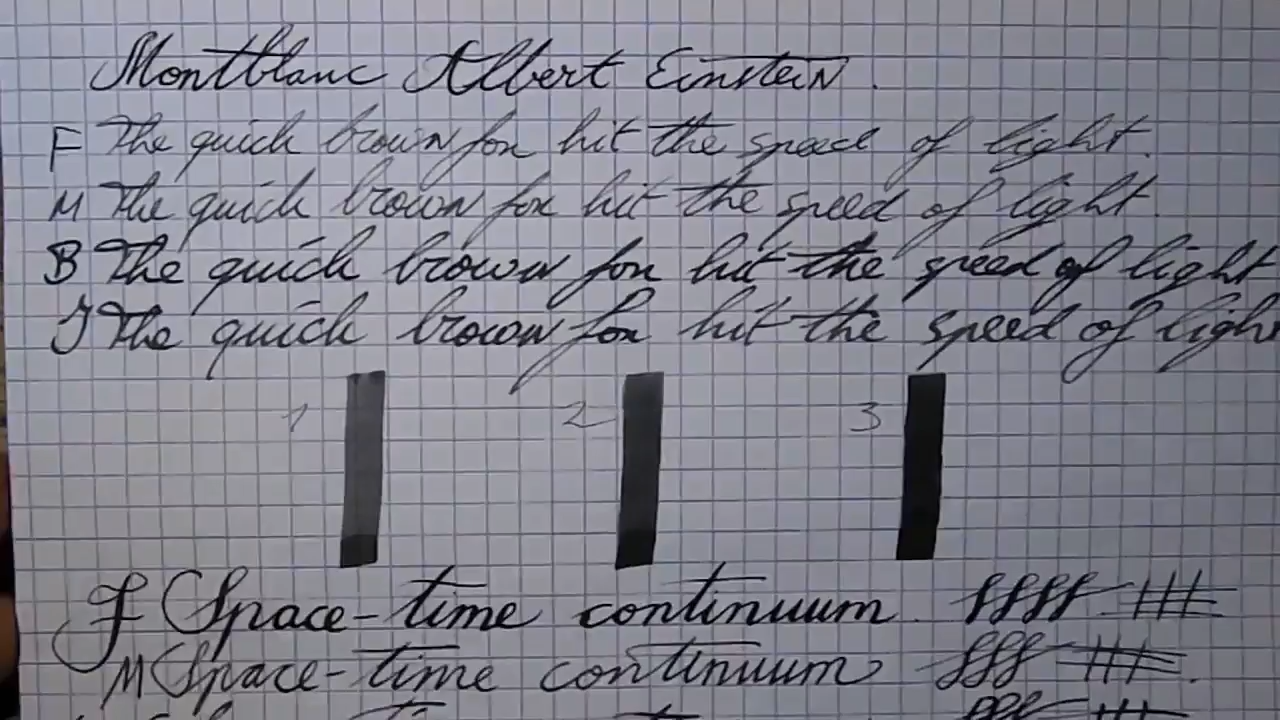 Montblanc Albert Einstein.
F The quick brown fox hit the speed of light.
M The quick brown fox hit the speed of light.
B The quick brown fox hit the speed of light
I The quick brown fox hit the speed of ligh
1 2 3
F Space-time continuum.
M Space-time continuum